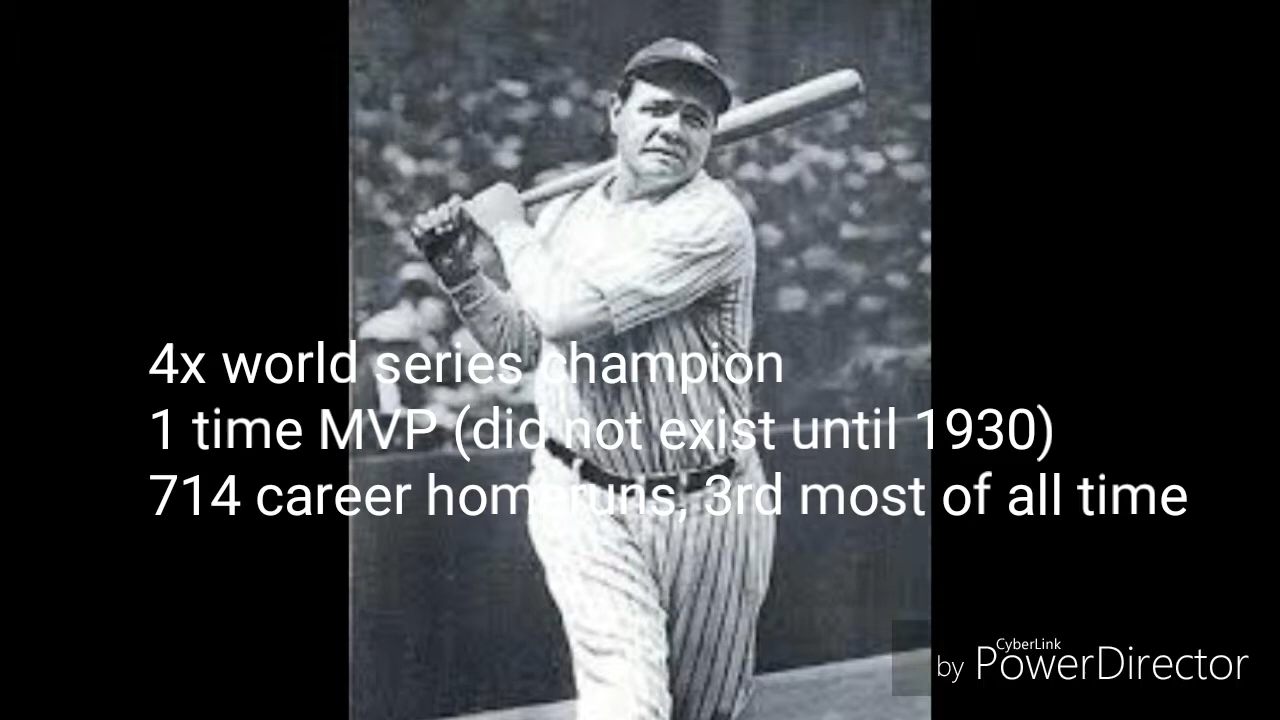 4x world series champion
1 time MVP (did not exist until 1930)
714 career homeruns, 3rd most of all time
CyberLink
by PowerDirector